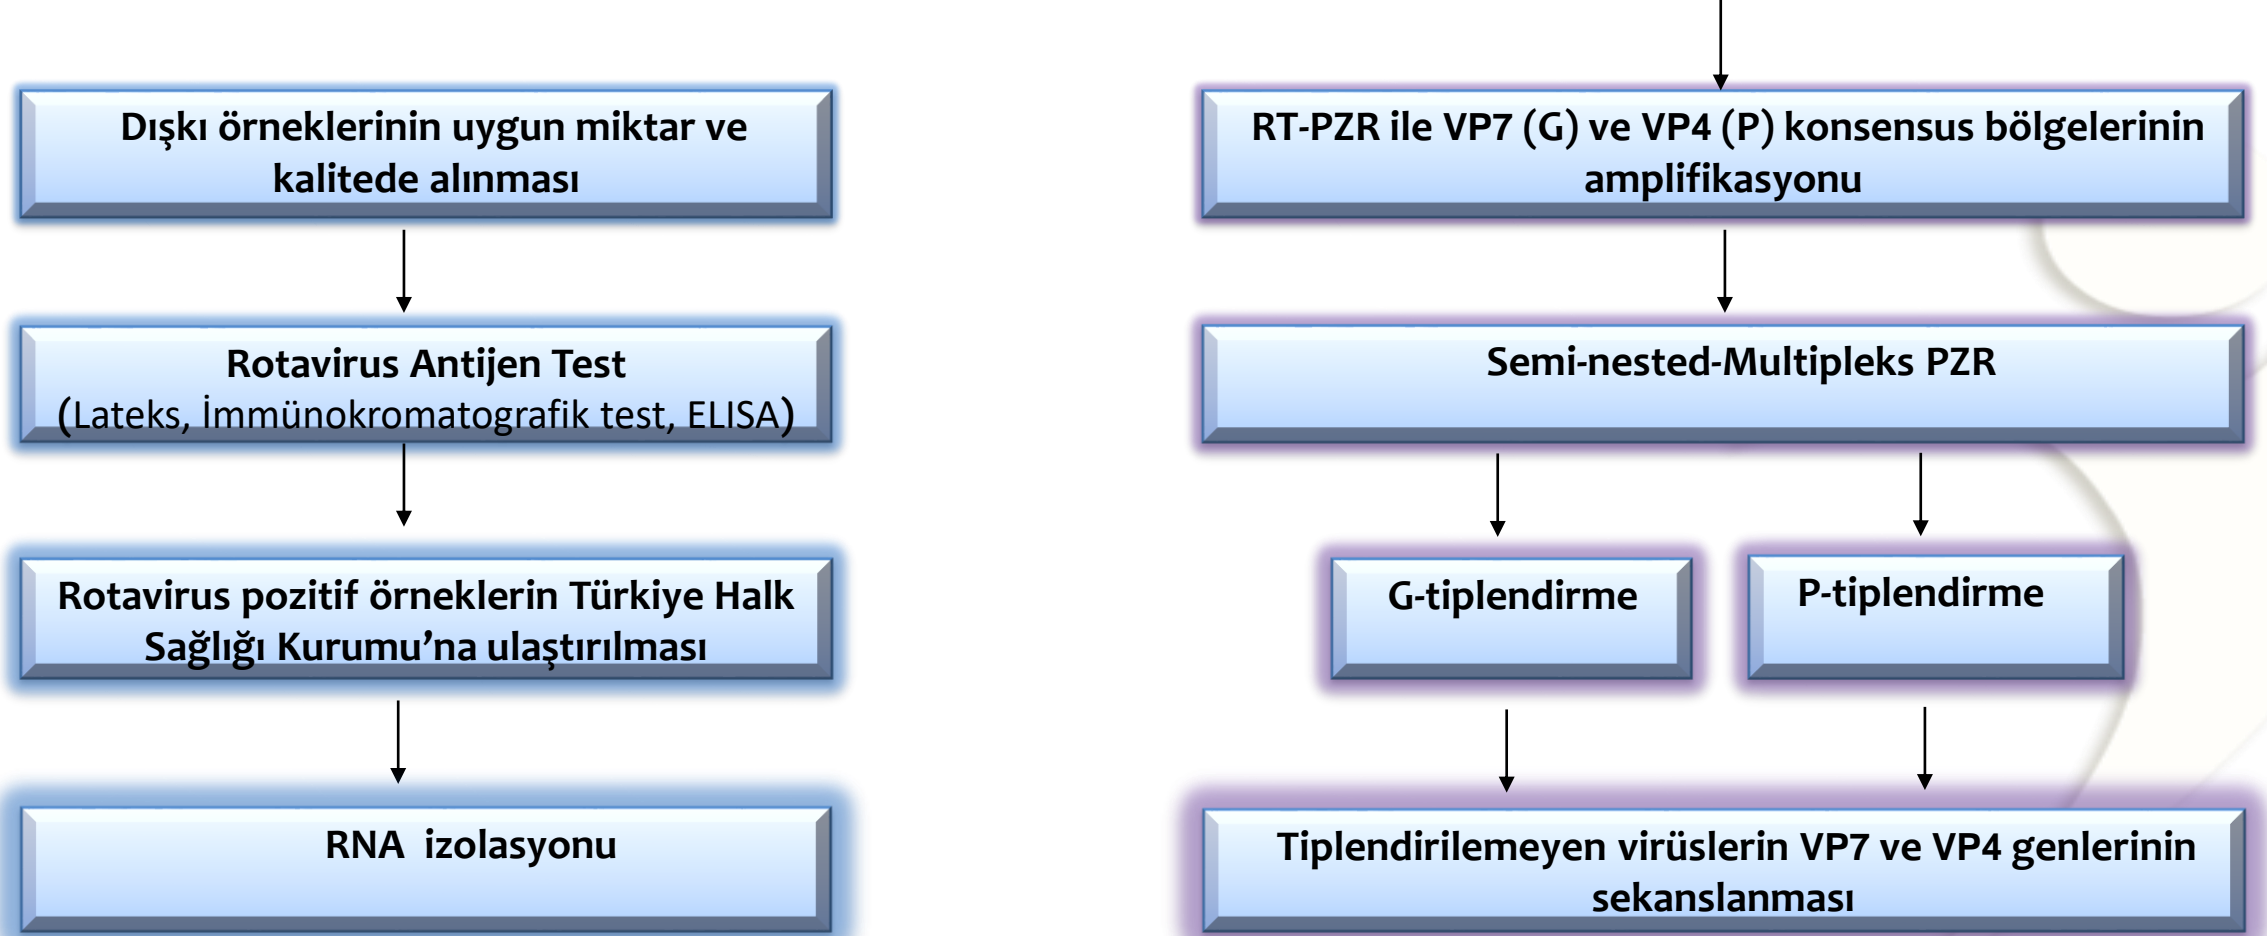 Dışkı örneklerinin uygun miktar ve
kalitede alınması
Rotavirus Antijen Test
(Lateks, İmmünokromatografik test, ELISA)
Rotavirus pozitif örneklerin Türkiye Halk
Sağlığı Kurumu’na ulaştırılması
RNA izolasyonu
RT-PZR ile VP7 (G) ve VP4 (P) konsensus bölgelerinin
amplifikasyonu
Semi-nested-Multipleks PZR
G-tiplendirme
P-tiplendirme
Tiplendirilemeyen virüslerin VP7 ve VP4 genlerinin
sekanslanması